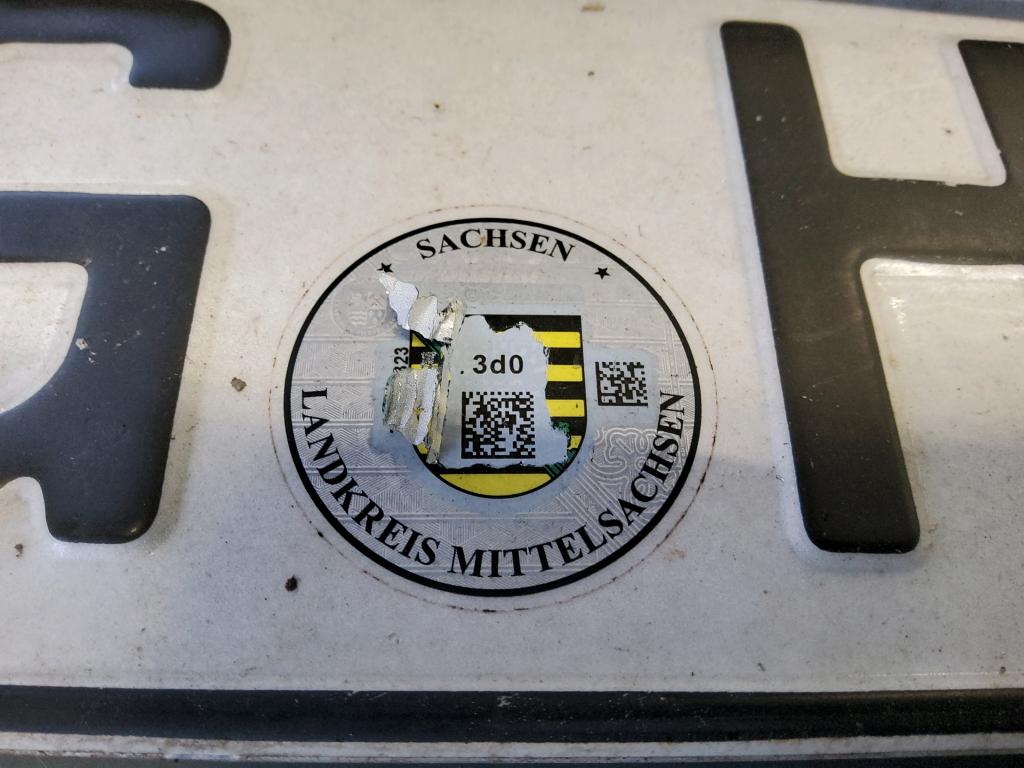 G H
SACHSEN
323
3d0
LANDKREIS MITTELSACHSEN